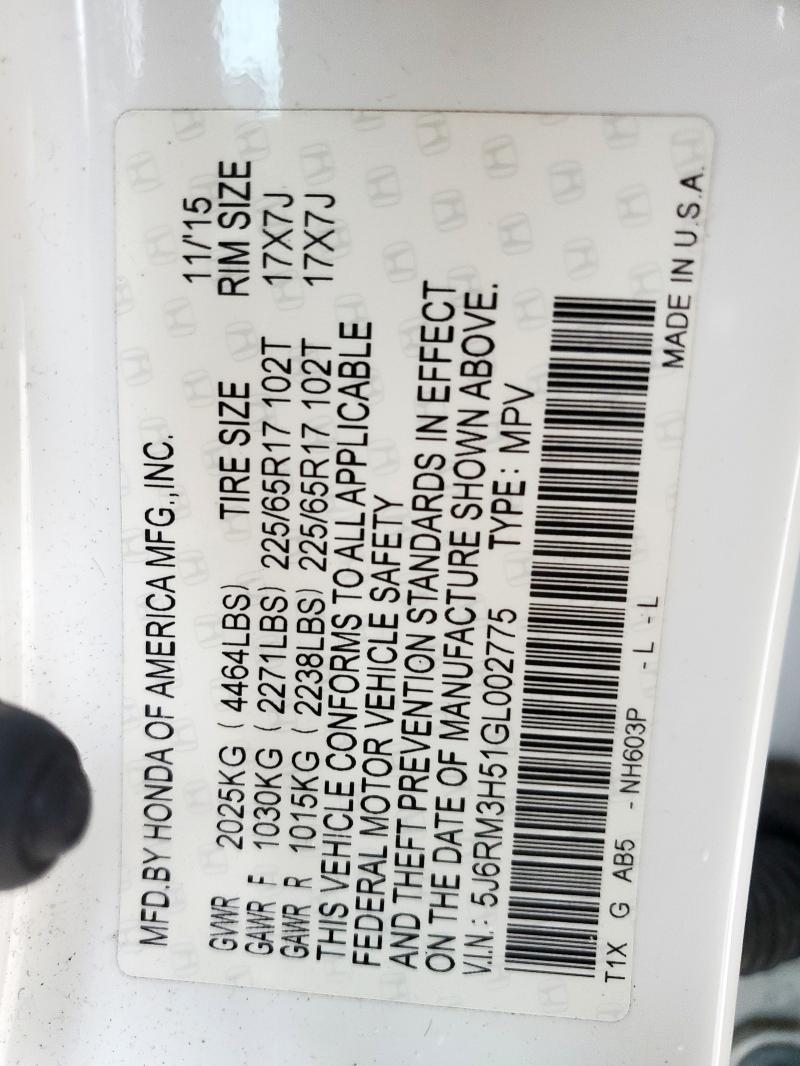 MFD.BY HONDA OF AMERICA MFG.,INC. 11/'15
GVWR 2025KG ( 4464LBS) TIRE SIZE RIM SIZE
GAWR F 1030KG ( 2271LBS) 225/65R17 102T 17X7J
GAWR R 1015KG ( 2238LBS) 225/65R17 102T 17X7J
THIS VEHICLE CONFORMS TO ALL APPLICABLE
FEDERAL MOTOR VEHICLE SAFETY
AND THEFT PREVENTION STANDARDS IN EFFECT
ON THE DATE OF MANUFACTURE SHOWN ABOVE.
V.I.N.: 5J6RM3H51GL002775 TYPE: MPV
T1X G AB5 - NH603P - L - L
MADE IN U.S.A.